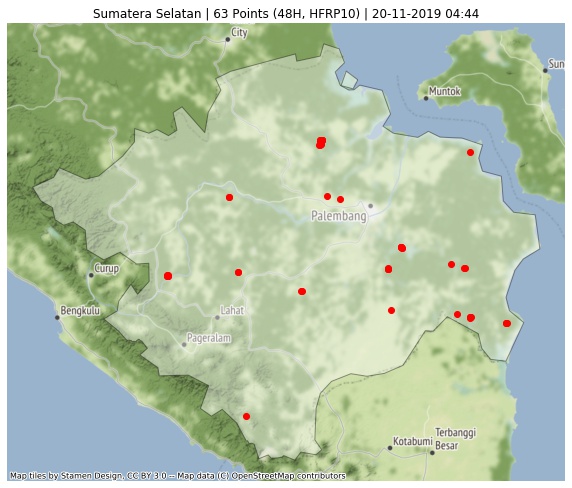 Sumatera Selatan | 63 Points (48H, HFRP10) | 20-11-2019 04:44
City
Sun
Muntok
Palembang
Curup
Bengkulu
Lahat
Pageralam
Terbanggi
Kotabumi
Besar
Map tiles by Stamen Design, CC BY 3.0 -- Map data (C) OpenStreetMap contributors